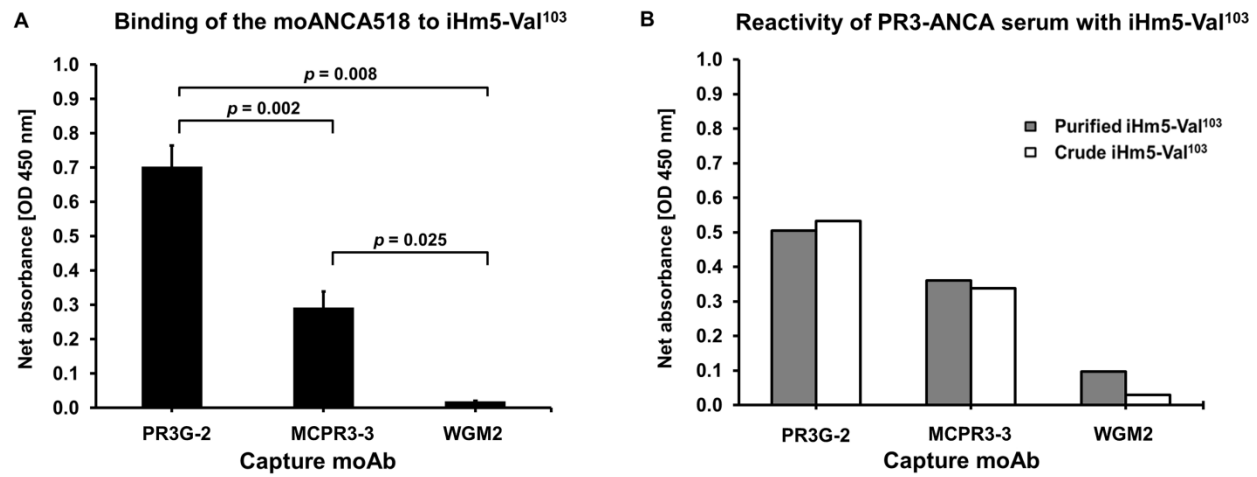 A
Binding of the moANCA518 to iHm5-Val¹⁰³
Net absorbance [OD 450 nm]
1.0
0.9
0.8
0.7
0.6
0.5
0.4
0.3
0.2
0.1
0.0
p = 0.008
p = 0.002
p = 0.025
PR3G-2 MCPR3-3 WGM2
Capture moAb
B
Reactivity of PR3-ANCA serum with iHm5-Val¹⁰³
Net absorbance [OD 450 nm]
1.0
0.9
0.8
0.7
0.6
0.5
0.4
0.3
0.2
0.1
0.0
Purified iHm5-Val¹⁰³
Crude iHm5-Val¹⁰³
PR3G-2 MCPR3-3 WGM2
Capture moAb